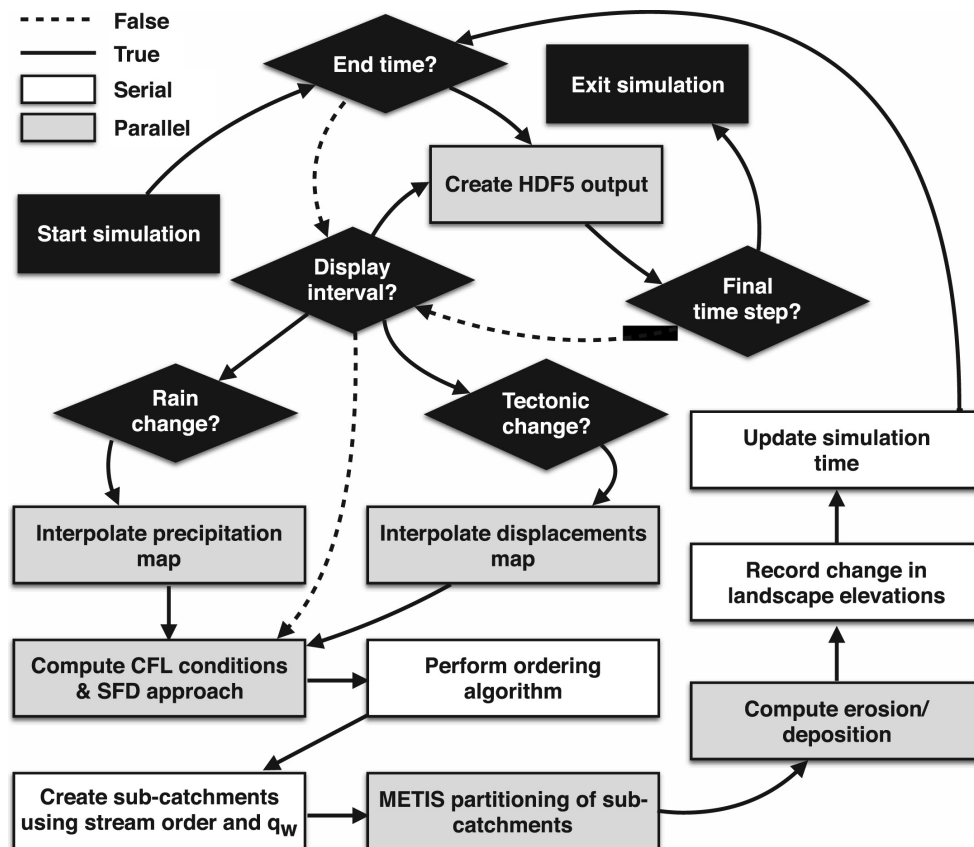 False
True
Serial
Parallel
End time?
Exit simulation
Create HDF5 output
Start simulation
Display
interval?
Final
time step?
Rain
change?
Tectonic
change?
Update simulation
time
Interpolate precipitation
map
Interpolate displacements
map
Record change in
landscape elevations
Compute CFL conditions
& SFD approach
Perform ordering
algorithm
Compute erosion/
deposition
Create sub-catchments
using stream order and qw
METIS partitioning of sub-
catchments